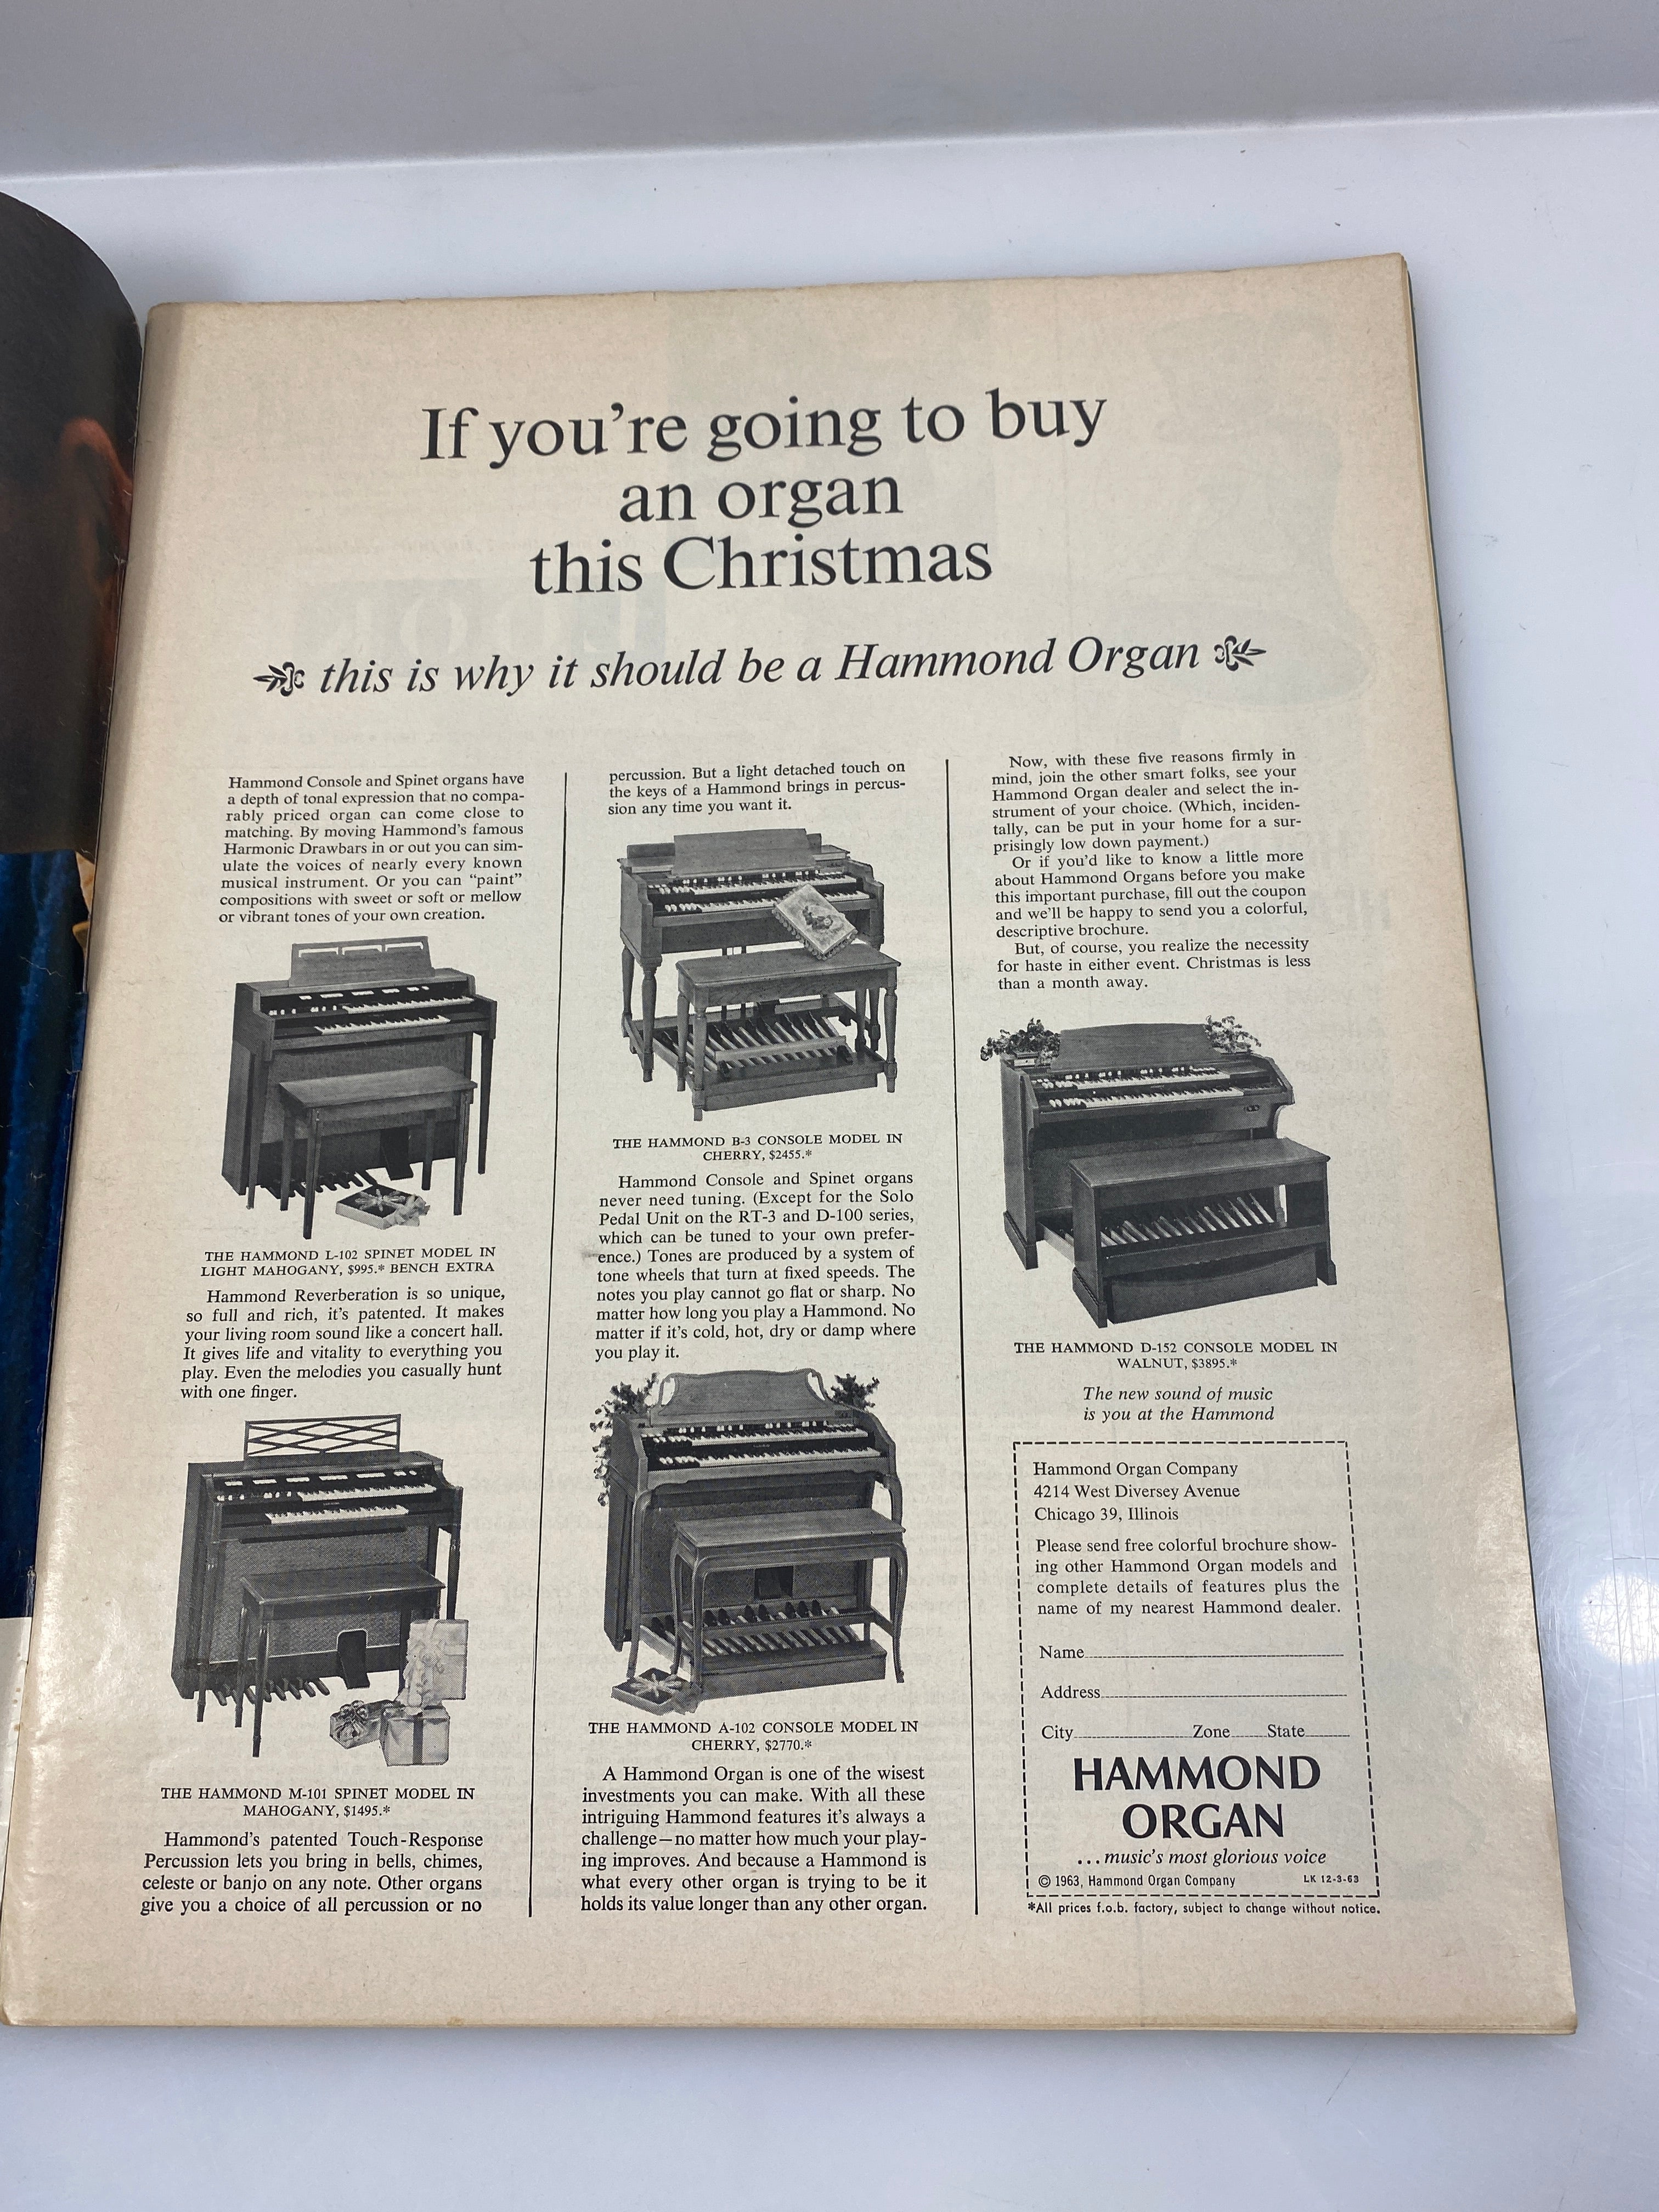 If you're going to buy
an organ
this Christmas
this is why it should be a Hammond Organ
Hammond Console and Spinet organs have
a depth of tonal expression that no compa-
rably priced organ can come close to
matching. By moving Hammond's famous
Harmonic Drawbars in or out you can sim-
ulate the voices of nearly every known
musical instrument. Or you can "paint"
compositions with sweet or soft or mellow
or vibrant tones of your own creation.
THE HAMMOND L-102 SPINET MODEL IN
LIGHT MAHOGANY, $995.* BENCH EXTRA
Hammond Reverberation is so unique,
so full and rich, it's patented. It makes
your living room sound like a concert hall.
It gives life and vitality to everything you
play. Even the melodies you casually hunt
with one finger.
THE HAMMOND M-101 SPINET MODEL IN
MAHOGANY, $1495.*
Hammond's patented Touch-Response
Percussion lets you bring in bells, chimes,
celeste or banjo on any note. Other organs
give you a choice of all percussion or no
percussion. But a light detached touch on
the keys of a Hammond brings in percus-
sion any time you want it.
THE HAMMOND B-3 CONSOLE MODEL IN
CHERRY, $2455.*
Hammond Console and Spinet organs
never need tuning. (Except for the Solo
Pedal Unit on the RT-3 and D-100 series,
which can be tuned to your own prefer-
ence.) Tones are produced by a system of
tone wheels that turn at fixed speeds. The
notes you play cannot go flat or sharp. No
matter how long you play a Hammond. No
matter if it's cold, hot, dry or damp where
you play it.
THE HAMMOND A-102 CONSOLE MODEL IN
CHERRY, $2770.*
A Hammond Organ is one of the wisest
investments you can make. With all these
intriguing Hammond features it's always a
challenge—no matter how much your play-
ing improves. And because a Hammond is
what every other organ is trying to be it
holds its value longer than any other organ.
Now, with these five reasons firmly in
mind, join the other smart folks, see your
Hammond Organ dealer and select the in-
strument of your choice. (Which, inciden-
tally, can be put in your home for a sur-
prisingly low down payment.)
Or if you'd like to know a little more
about Hammond Organs before you make
this important purchase, fill out the coupon
and we'll be happy to send you a colorful,
descriptive brochure.
But, of course, you realize the necessity
for haste in either event. Christmas is less
than a month away.
THE HAMMOND D-152 CONSOLE MODEL IN
WALNUT, $3895.*
The new sound of music
is you at the Hammond
Hammond Organ Company
4214 West Diversey Avenue
Chicago 39, Illinois
Please send free colorful brochure show-
ing other Hammond Organ models and
complete details of features plus the
name of my nearest Hammond dealer.
Name
Address
City Zone State
HAMMOND
ORGAN
...music's most glorious voice
© 1963, Hammond Organ Company LK 12-3-63
*All prices f.o.b. factory, subject to change without notice.